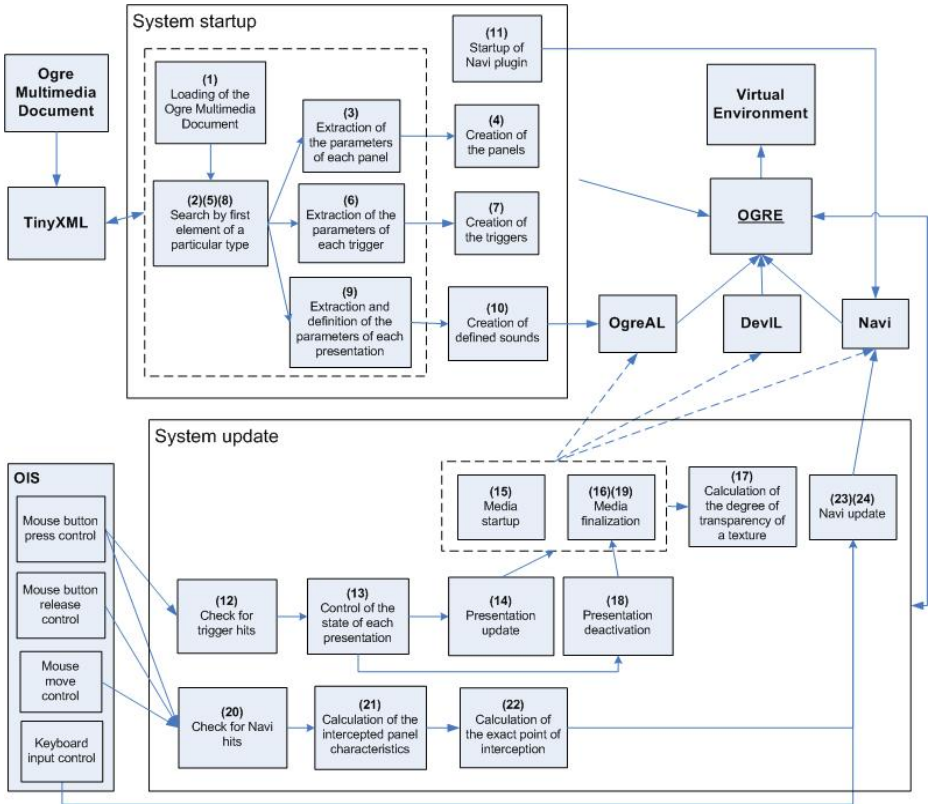 System startup
Ogre
Multimedia
Document
TinyXML
(1)
Loading of the
Ogre Multimedia
Document
(2)(5)(8)
Search by first
element of a
particular type
(3)
Extraction of
the parameters
of each panel
(6)
Extraction of the
parameters of
each trigger
(9)
Extraction and
definition of the
parameters of each
presentation
(11)
Startup of
Navi plugin
(4)
Creation of
the panels
(7)
Creation of
the triggers
(10)
Creation of
defined sounds
Virtual
Environment
OGRE
OgreAL
DevIL
Navi
System update
OIS
Mouse button
press control
Mouse button
release control
Mouse
move control
Keyboard
input control
(15)
Media
startup
(16)(19)
Media
finalization
(17)
Calculation of
the degree of
transparency of
a texture
(23)(24)
Navi update
(12)
Check for
trigger hits
(13)
Control of the
state of each
presentation
(14)
Presentation
update
(18)
Presentation
deactivation
(20)
Check for Navi
hits
(21)
Calculation of the
intercepted panel
characteristics
(22)
Calculation of
the exact point of
interception